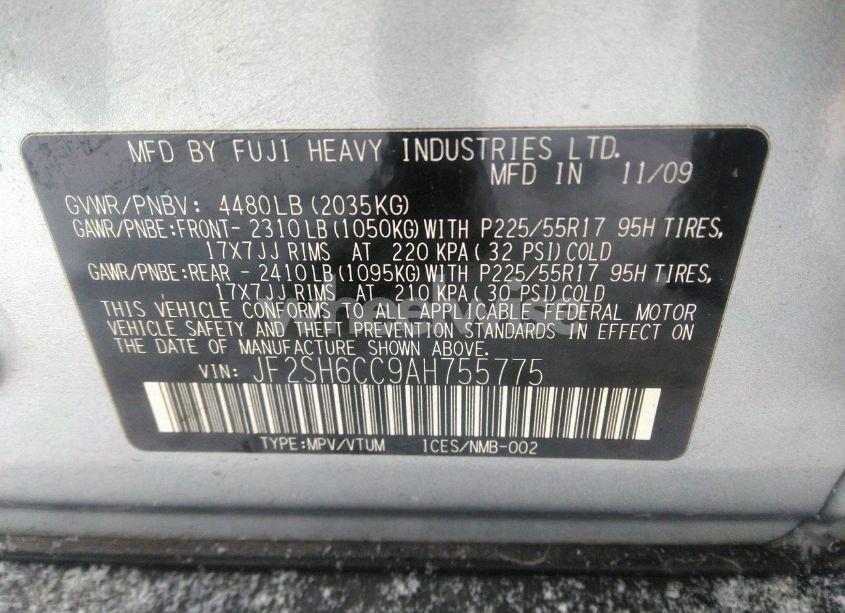 MFD BY FUJI HEAVY INDUSTRIES LTD.
MFD IN 11/09
GVWR/PNBV: 4480LB(2035KG)
GAWR/PNBE:FRONT- 2310LB(1050KG)WITH P225/55R17 95H TIRES,
17X7JJ RIMS AT 220 KPA( 32 PSI)COLD
GAWR/PNBE:REAR - 2410LB(1095KG)WITH P225/55R17 95H TIRES,
17X7JJ RIMS AT 210 KPA( 30 PSI)COLD
THIS VEHICLE CONFORMS TO ALL APPLICABLE FEDERAL MOTOR
VEHICLE SAFETY AND THEFT PREVENTION STANDARDS IN EFFECT ON
THE DATE OF MANUFACTURE SHOWN ABOVE.
VIN: JF2SH6CC9AH755775
TYPE:MPV/VTUM ICES/NMB-002